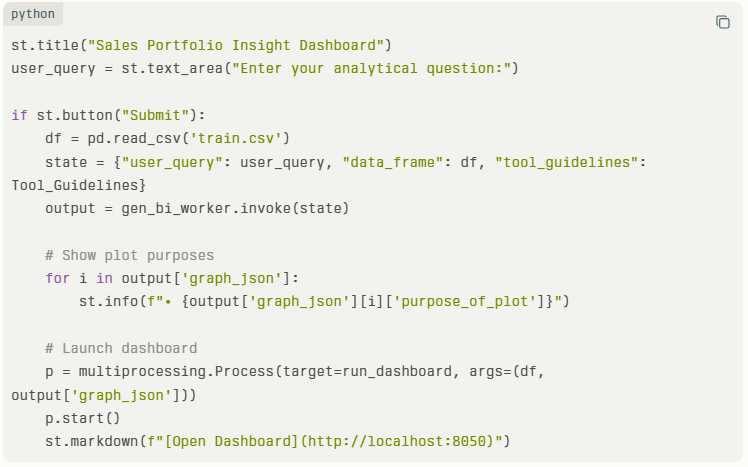 python
st.title("Sales Portfolio Insight Dashboard")
user_query = st.text_area("Enter your analytical question:")
if st.button("Submit"):
    df = pd.read_csv('train.csv')
    state = {"user_query": user_query, "data_frame": df, "tool_guidelines":
Tool_Guidelines}
    output = gen_bi_worker.invoke(state)
    # Show plot purposes
    for i in output['graph_json']:
        st.info(f"• {output['graph_json'][i]['purpose_of_plot']}")
    # Launch dashboard
    p = multiprocessing.Process(target=run_dashboard, args=(df,
output['graph_json']))
    p.start()
    st.markdown(f"[Open Dashboard](http://localhost:8050)")